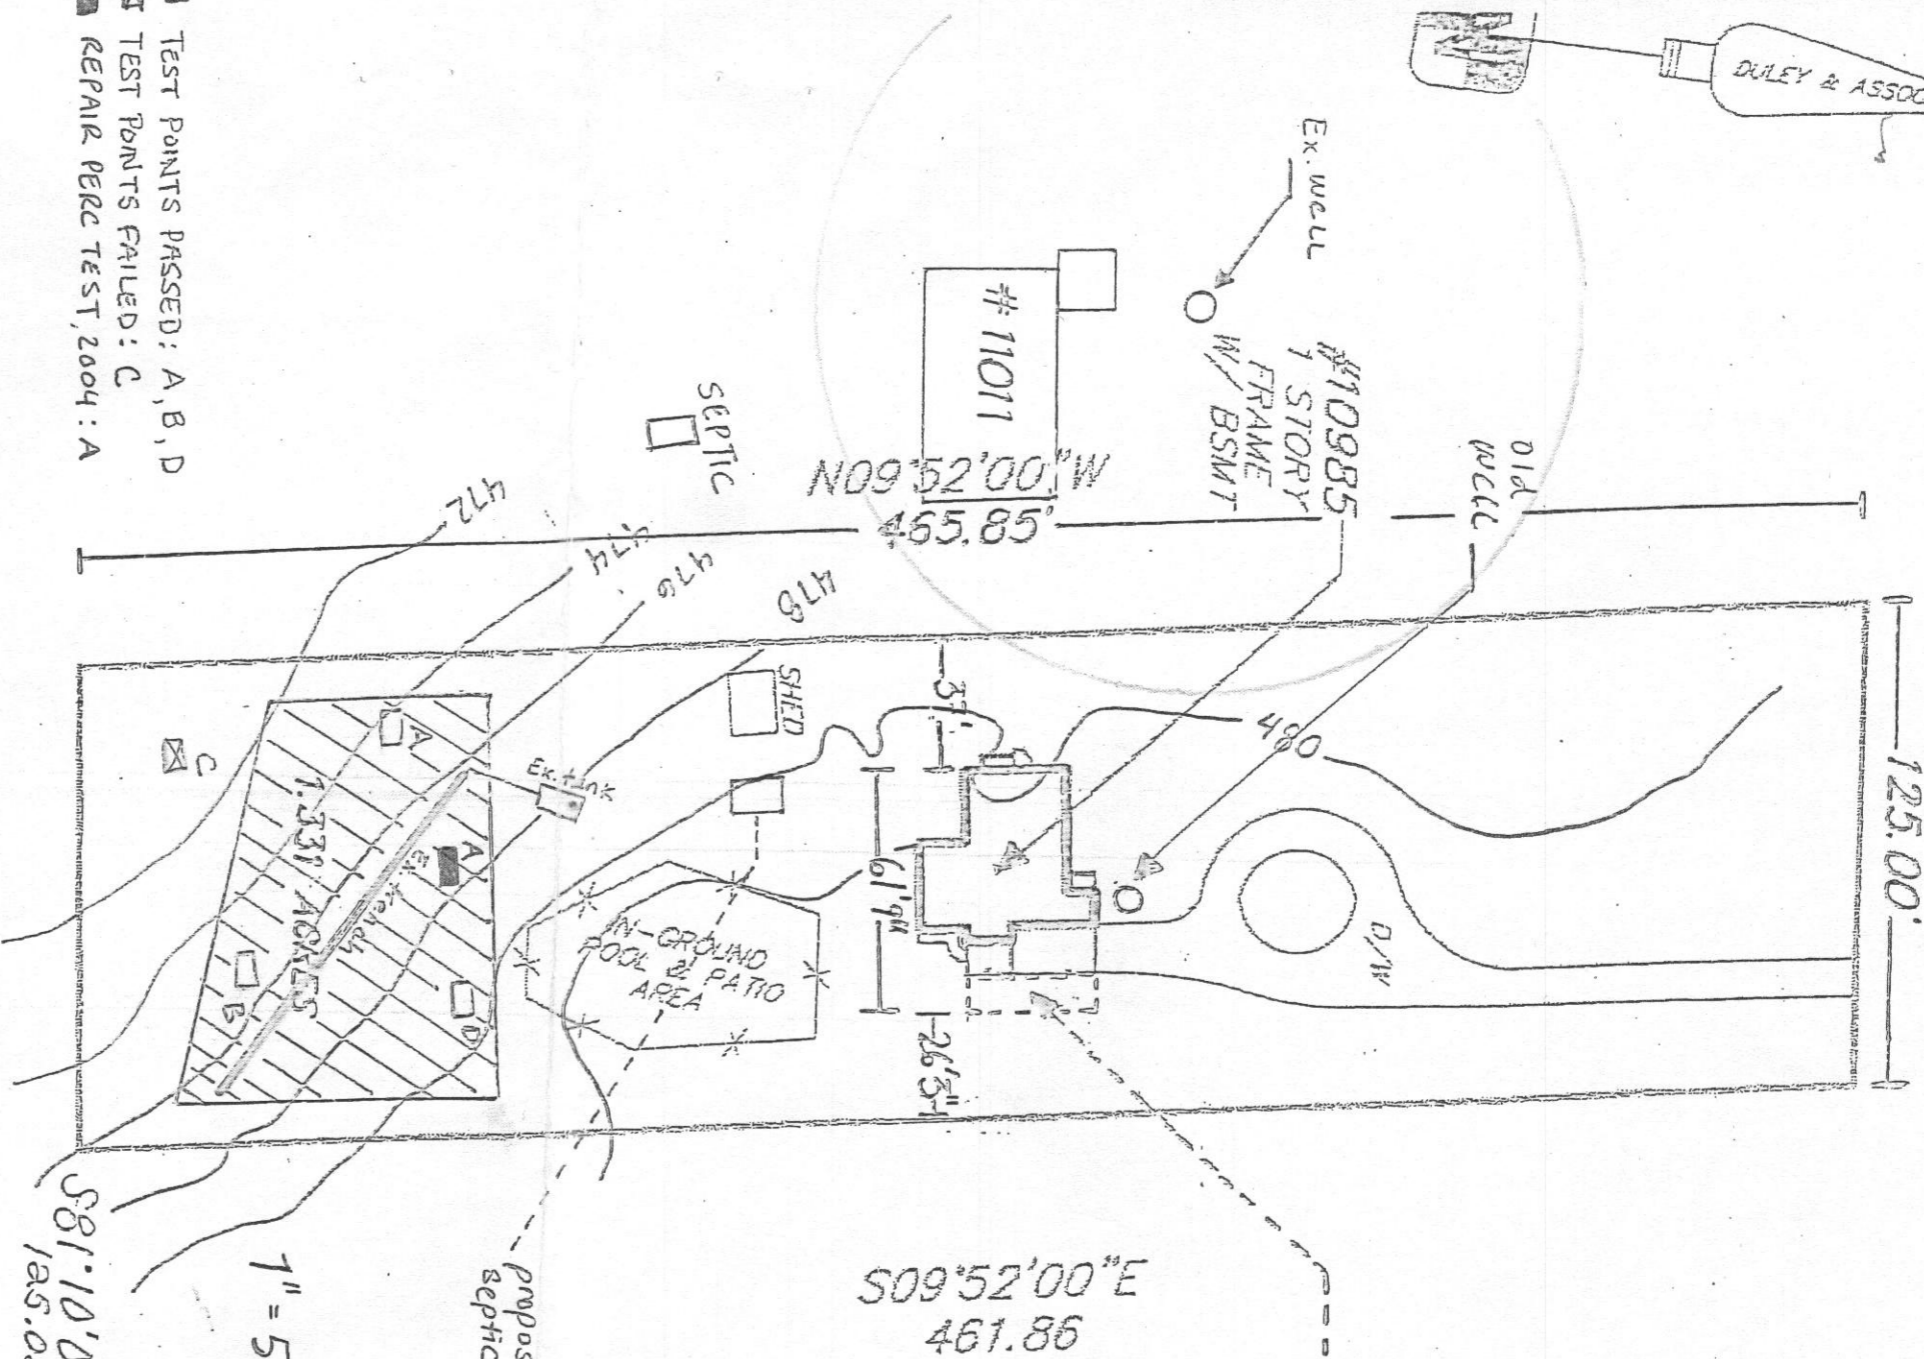 TEST POINTS PASSED: A, B, D
TEST POINTS FAILED: C
REPAIR PERC TEST, 2004: A
DULEY & ASSOC
Ex. WELL
# 11011
#10985
1 STORY
FRAME
W/ BSMT
Old
WELL
SEPTIC
N09°52'00"W
465.85'
472
474
476
478
480
SHED
125.00'
C
A
Ex. tank
A
B
D
1.331 ACRES
Ex. trench
IN-GROUND
POOL & PATIO
AREA
61'9"
26'3"
D/W
S09°52'00"E
461.86
propos
septic
1" = 5
S81°10'0
125.0